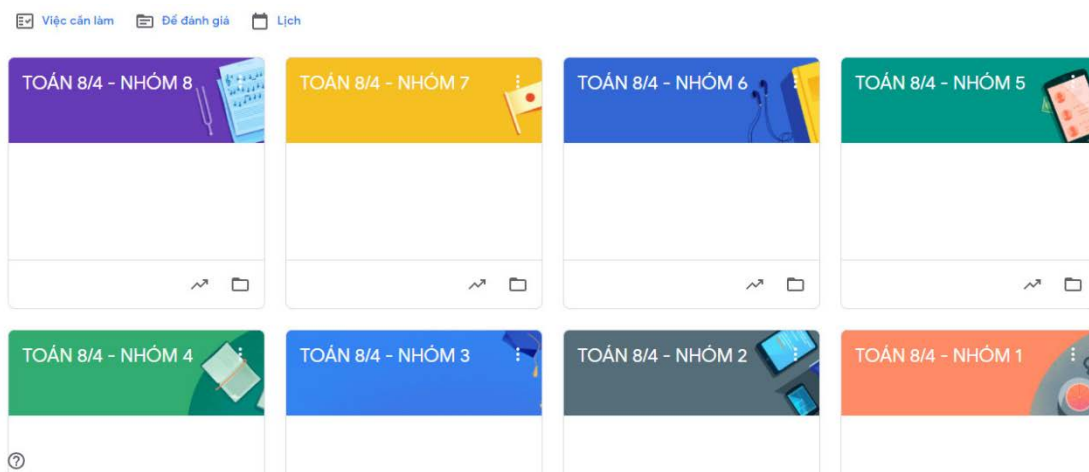 Việc cần làm Để đánh giá Lịch
TOÁN 8/4 - NHÓM 8 TOÁN 8/4 - NHÓM 7 TOÁN 8/4 - NHÓM 6 TOÁN 8/4 - NHÓM 5
TOÁN 8/4 - NHÓM 4 TOÁN 8/4 - NHÓM 3 TOÁN 8/4 - NHÓM 2 TOÁN 8/4 - NHÓM 1